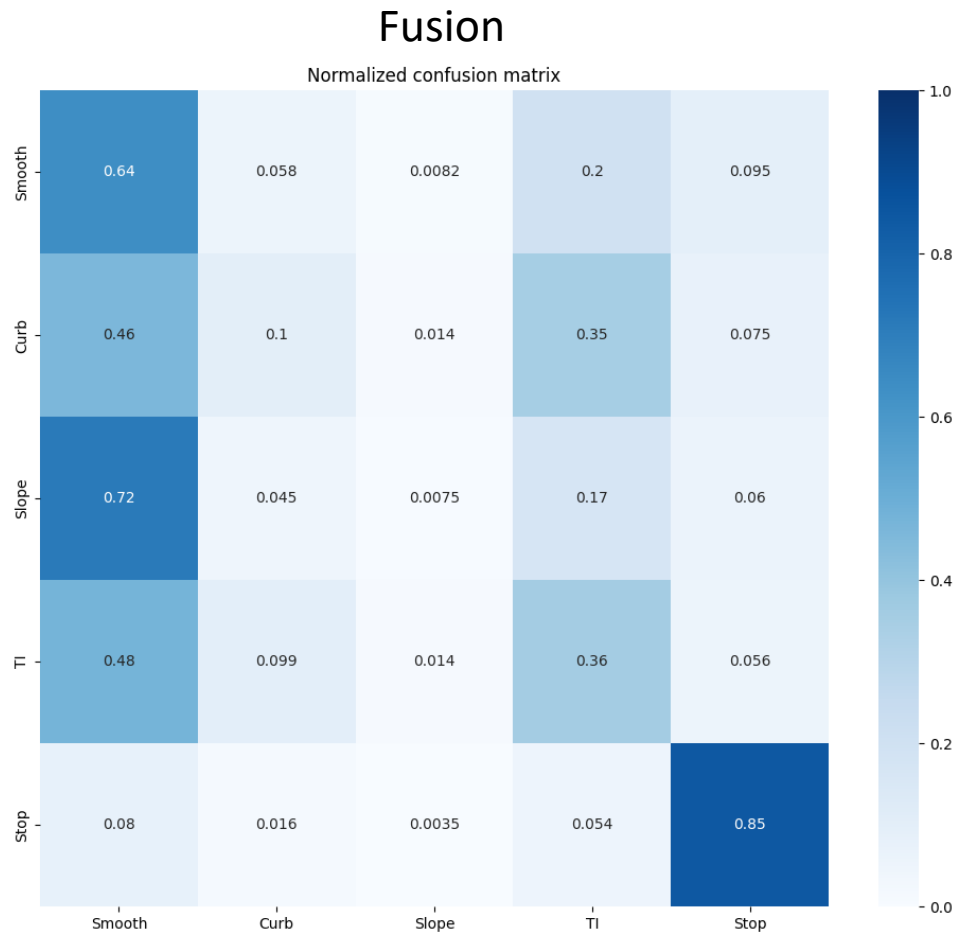 Fusion
Normalized confusion matrix
1.0
Smooth 0.64 0.058 0.0082 0.2 0.095
0.8
Curb 0.46 0.1 0.014 0.35 0.075
0.6
Slope 0.72 0.045 0.0075 0.17 0.06
0.4
TI 0.48 0.099 0.014 0.36 0.056
0.2
Stop 0.08 0.016 0.0035 0.054 0.85
0.0
Smooth Curb Slope TI Stop